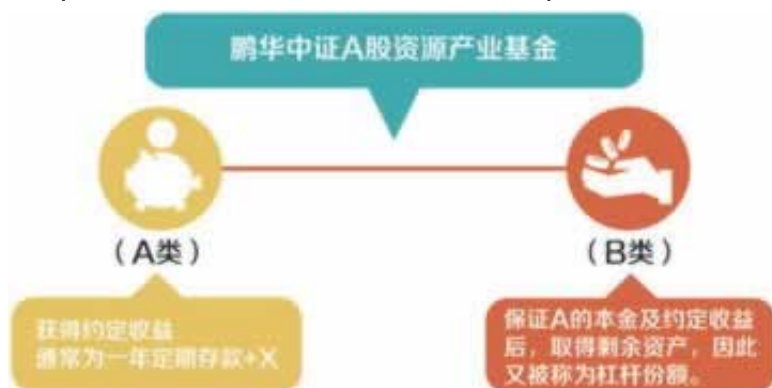 鹏华中证A股资源产业基金
（A类）
（B类）
获得约定收益
通常为一年定期存款+X
保证A的本金及约定收益
后，取得剩余资产，因此
又被称为杠杆份额。